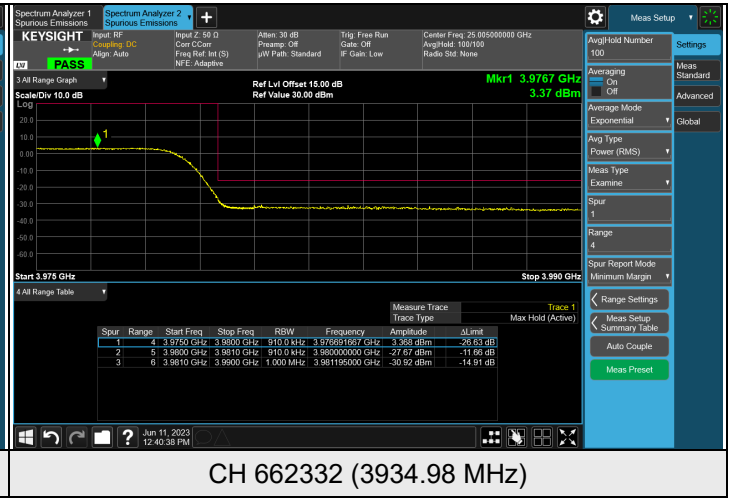 Spectrum Analyzer 1
Spurious Emissions
Spectrum Analyzer 2
Spurious Emissions
+
Meas Setup
KEYSIGHT
LXI
PASS
Input: RF
Coupling: DC
Align: Auto
Input Z: 50 Ω
Corr CCorr
Freq Ref: Int (S)
NFE: Adaptive
Atten: 30 dB
Preamp: Off
µW Path: Standard
Trig: Free Run
Gate: Off
IF Gain: Low
Center Freq: 25.005000000 GHz
Avg|Hold: 100/100
Radio Std: None
3 All Range Graph
Scale/Div 10.0 dB
Ref Lvl Offset 15.00 dB
Ref Value 30.00 dBm
Mkr1 3.9767 GHz
3.37 dBm
Log
20.0
10.0
0.00
-10.0
-20.0
-30.0
-40.0
-50.0
-60.0
1
Start 3.975 GHz
Stop 3.990 GHz
4 All Range Table
Measure Trace Trace 1
Trace Type Max Hold (Active)
Spur Range Start Freq Stop Freq RBW Frequency Amplitude ΔLimit
1 4 3.9750 GHz 3.9800 GHz 910.0 kHz 3.976691667 GHz 3.368 dBm -26.63 dB
2 5 3.9800 GHz 3.9810 GHz 910.0 kHz 3.980000000 GHz -27.67 dBm -11.66 dB
3 6 3.9810 GHz 3.9900 GHz 1.000 MHz 3.981195000 GHz -30.92 dBm -14.91 dB
?
Jun 11, 2023
12:40:38 PM
Avg|Hold Number
100
Averaging
On
Off
Average Mode
Exponential
Avg Type
Power (RMS)
Meas Type
Examine
Spur
1
Range
4
Spur Report Mode
Minimum Margin
Range Settings
Meas Setup
Summary Table
Auto Couple
Meas Preset
Settings
Meas
Standard
Advanced
Global
CH 662332 (3934.98 MHz)